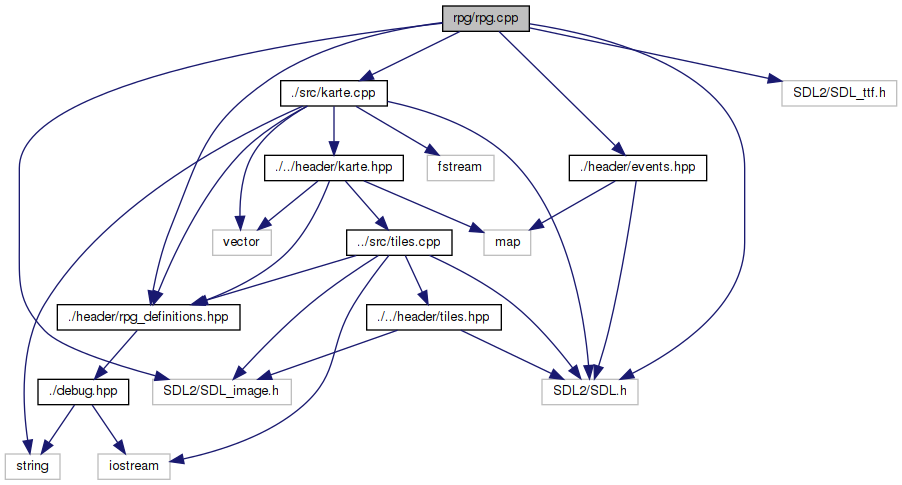 rpg/rpg.cpp
./src/karte.cpp
SDL2/SDL_ttf.h
./../header/karte.hpp
fstream
./header/events.hpp
vector
../src/tiles.cpp
map
./header/rpg_definitions.hpp
./../header/tiles.hpp
./debug.hpp
SDL2/SDL_image.h
SDL2/SDL.h
string
iostream